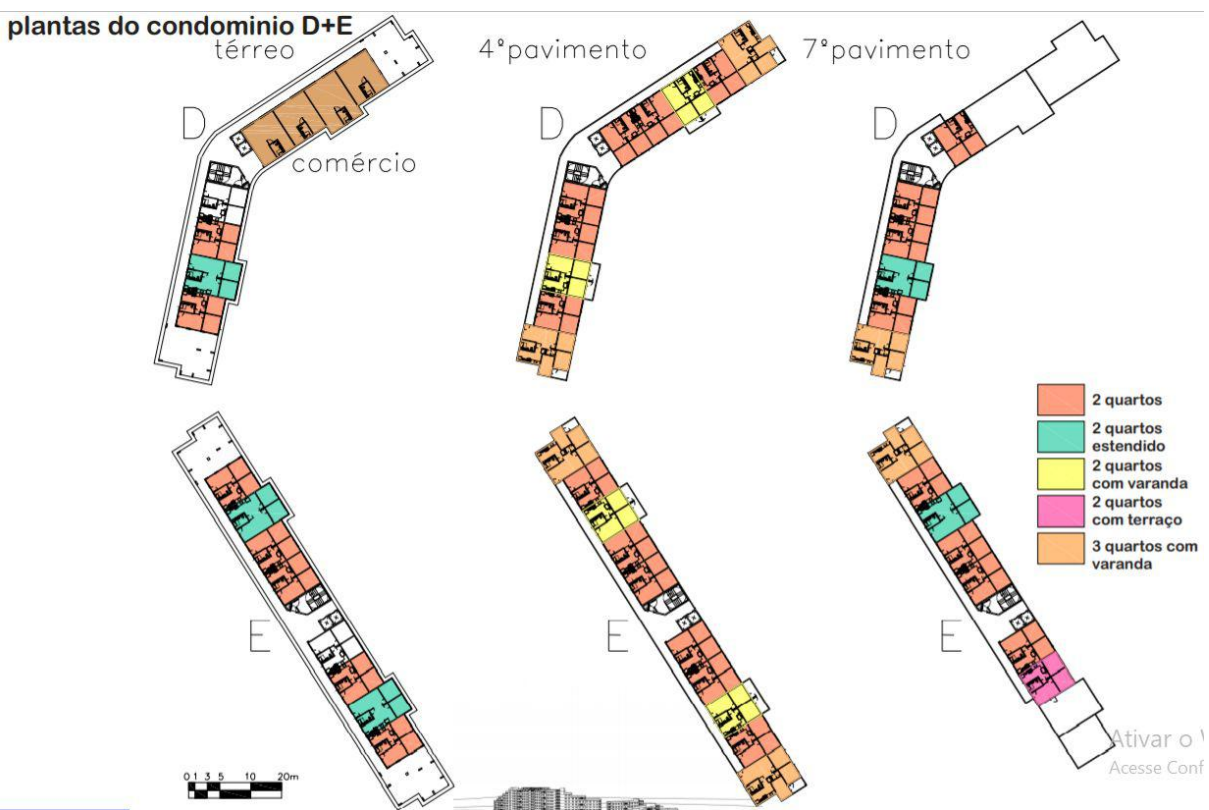 plantas do condominio D+E
térreo
4°pavimento
7°pavimento
D
D
D
comércio
2 quartos
2 quartos
estendido
2 quartos
com varanda
2 quartos
com terraço
3 quartos com
varanda
E
E
E
0 1 3 5 10 20m
Ativar o
Acesse Conf